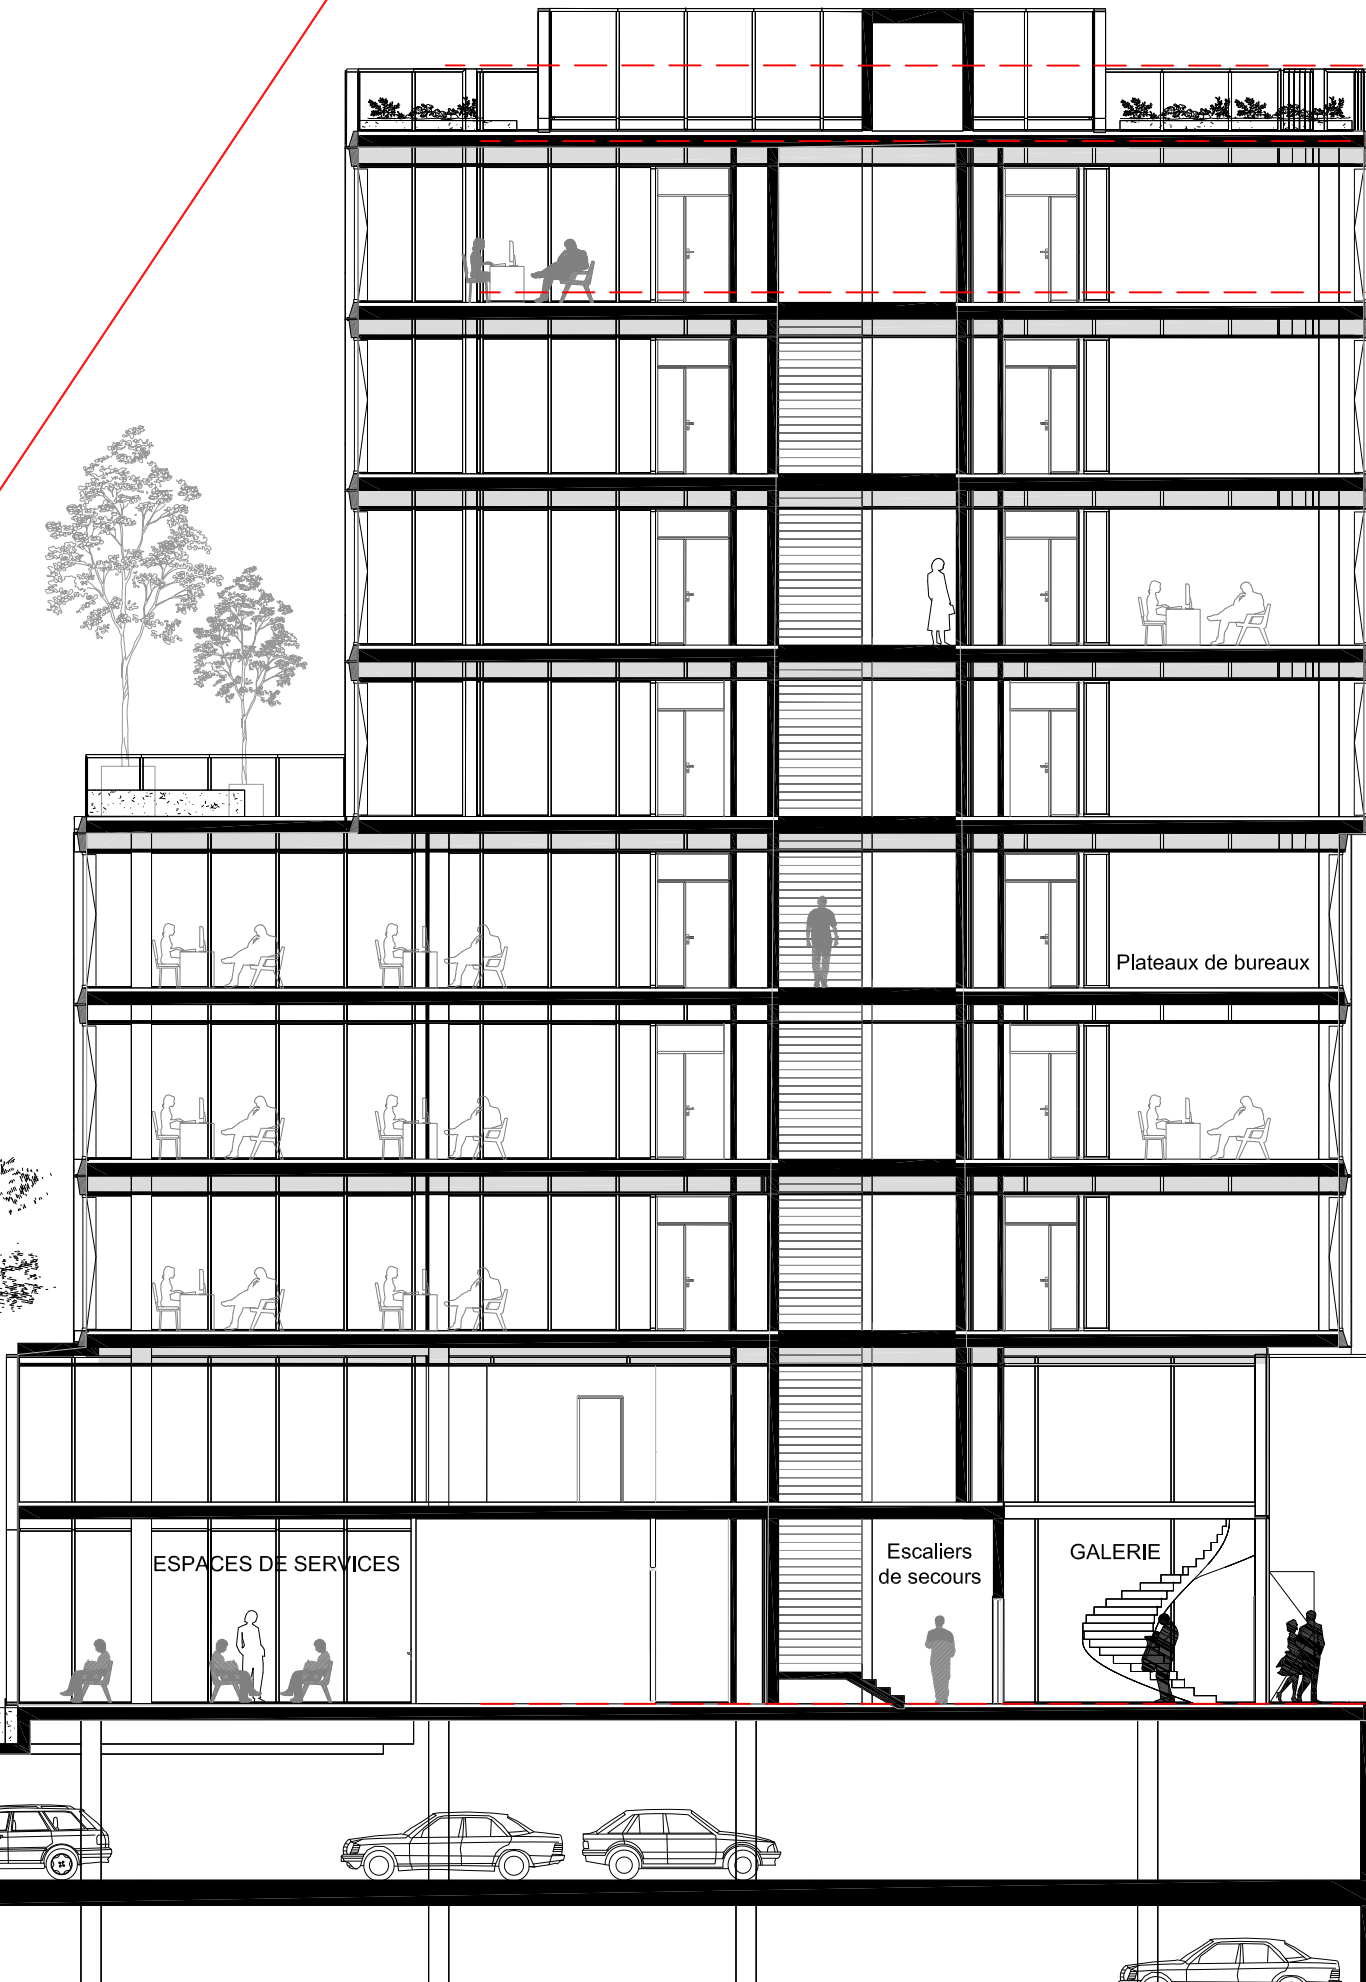 Plateaux de bureaux
ESPACES DE SERVICES
Escaliers
de secours
GALERIE